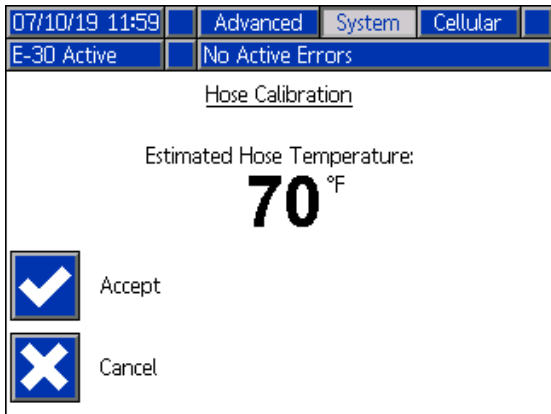 07/10/19 11:59 Advanced System Cellular
E-30 Active No Active Errors
Hose Calibration
Estimated Hose Temperature:
70 °F
Accept
Cancel